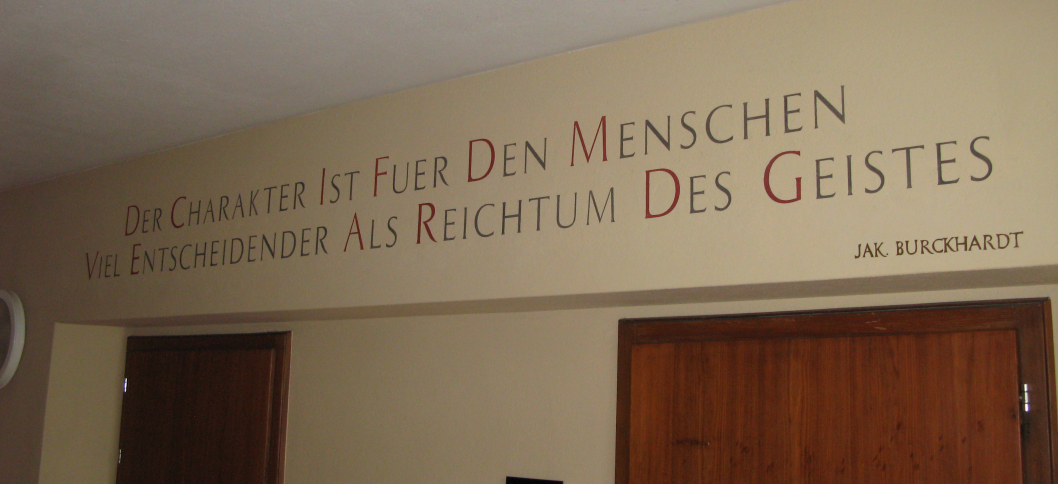 Der Charakter Ist Fuer Den Menschen
Viel Entscheidender Als Reichtum Des Geistes
JAK. BURCKHARDT